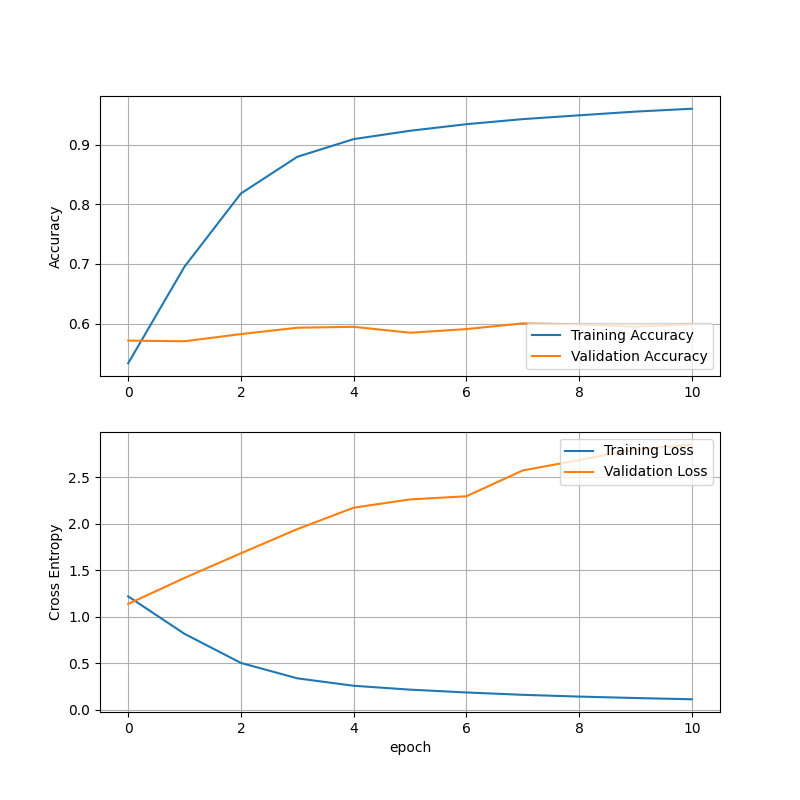 0.9
0.8
0.7
0.6
Accuracy
Training Accuracy
Validation Accuracy
0 2 4 6 8 10
2.5
2.0
1.5
1.0
0.5
0.0
Cross Entropy
Training Loss
Validation Loss
0 2 4 6 8 10
epoch